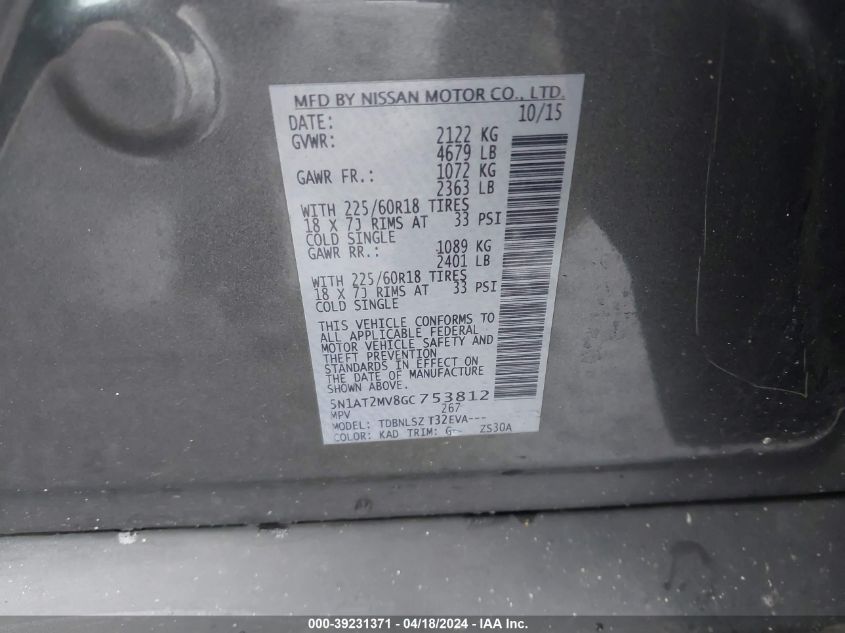 MFD BY NISSAN MOTOR CO., LTD.
DATE: 10/15
GVWR: 2122 KG
4679 LB
GAWR FR.: 1072 KG
2363 LB
WITH 225/60R18 TIRES
18 X 7J RIMS AT 33 PSI
COLD SINGLE
GAWR RR.: 1089 KG
2401 LB
WITH 225/60R18 TIRES
18 X 7J RIMS AT 33 PSI
COLD SINGLE
THIS VEHICLE CONFORMS TO
ALL APPLICABLE FEDERAL
MOTOR VEHICLE SAFETY AND
THEFT PREVENTION
STANDARDS IN EFFECT ON
THE DATE OF MANUFACTURE
SHOWN ABOVE.
5N1AT2MV8GC753812
MPV 267
MODEL: TDBNLSZ T32EVA---
COLOR: KAD TRIM: G ZS30A
000-39231371 - 04/18/2024 - IAA Inc.